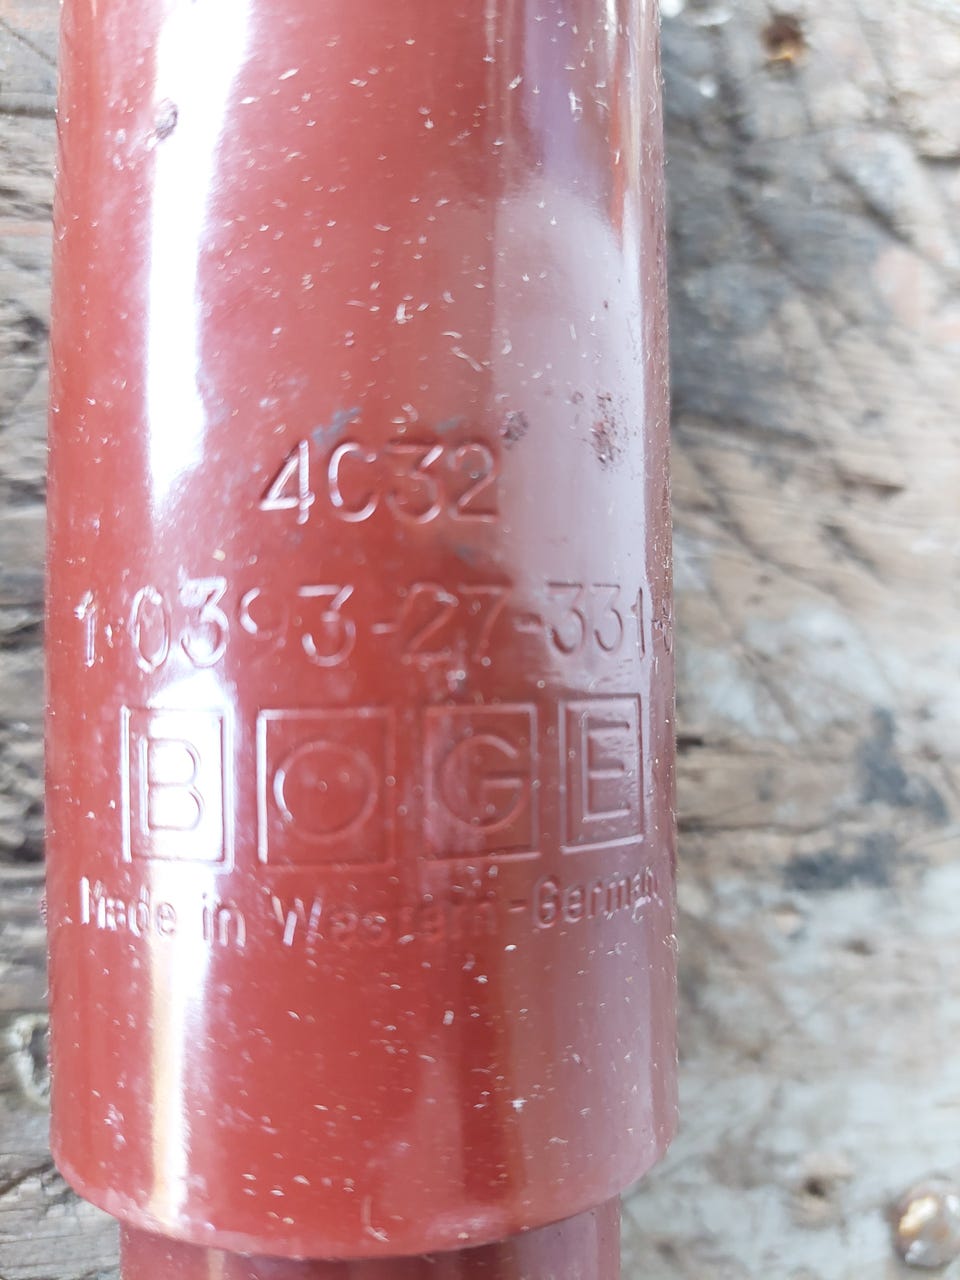 4C32
1-0393-27-331-
BOGE
Made in Western-Germany